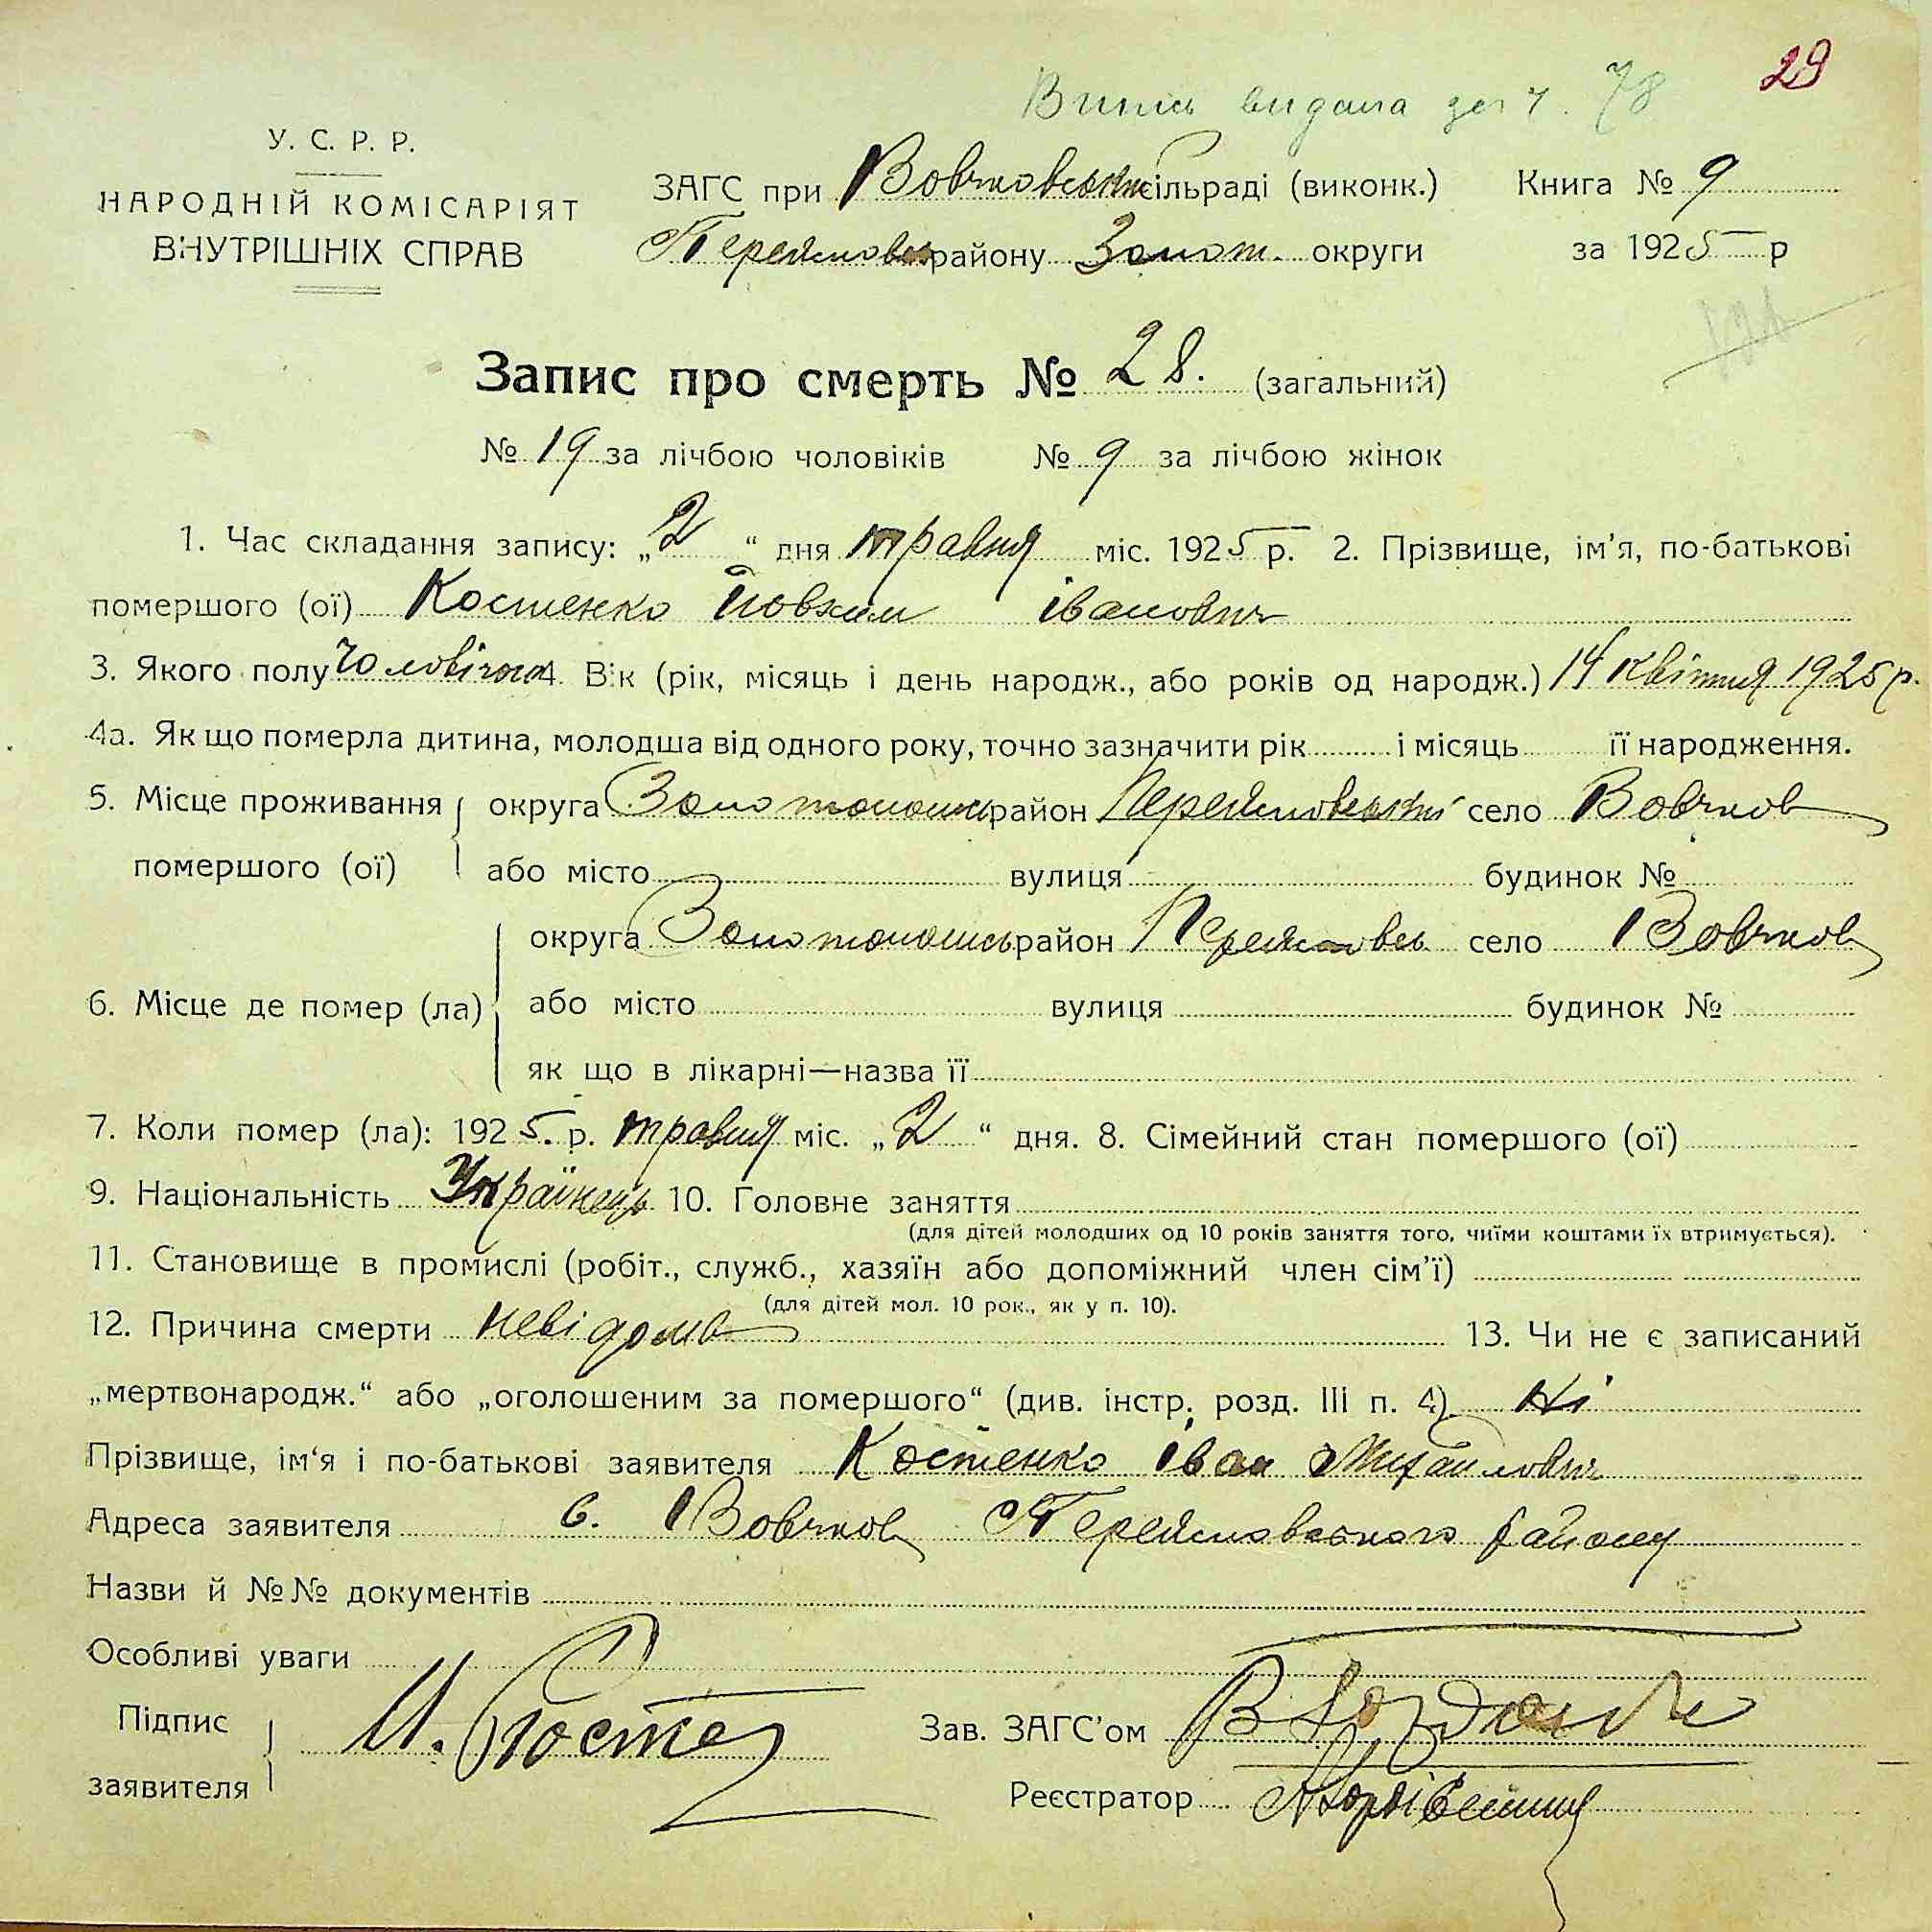 29
Випись видана за ч. 78
У. С. Р. Р.
НАРОДНІЙ КОМІСАРІЯТ
ВНУТРІШНІХ СПРАВ
ЗАГС при Вовчковській сільраді (виконк.) Книга № 9
району Золот. округи за 1925 р
Запис про смерть № 28. (загальний)
№ 19 за лічбою чоловіків № 9 за лічбою жінок
1. Час складання запису: „2“ дня травня міс. 1925 р. 2. Прізвище, ім'я, по-батькові
помершого (ої) Костенко Йовхим Іванович
3. Якого полу Чоловічого 4. Вік (рік, місяць і день народж., або років од народж.) 14 квітня 1925 р.
4а. Як що померла дитина, молодша від одного року, точно зазначити рік і місяць її народження.
5. Місце проживання округа Золотоношсь район село Вовчков
помершого (ої) або місто вулиця будинок №
округа Золотоношсь район село Вовчков
6. Місце де помер (ла) або місто вулиця будинок №
як що в лікарні—назва її
7. Коли помер (ла): 1925. р. травня міс. „2“ дня. 8. Сімейний стан помершого (ої)
9. Національність Українець 10. Головне заняття
(для дітей молодших од 10 років заняття того, чиїми коштами їх втримується).
11. Становище в промислі (робіт., служб., хазяїн або допоміжний член сім'ї)
(для дітей мол. 10 рок., як у п. 10).
12. Причина смерти невідома 13. Чи не є записаний
„мертвонародж.“ або „оголошеним за помершого“ (див. інстр. розд. III п. 4) Ні
Прізвище, ім'я і по-батькові заявителя Костенко Іван Михайлович
Адреса заявителя с. Вовчков району
Назви й №№ документів
Особливі уваги
Підпис
заявителя И. Косте
Зав. ЗАГС'ом
Реєстратор